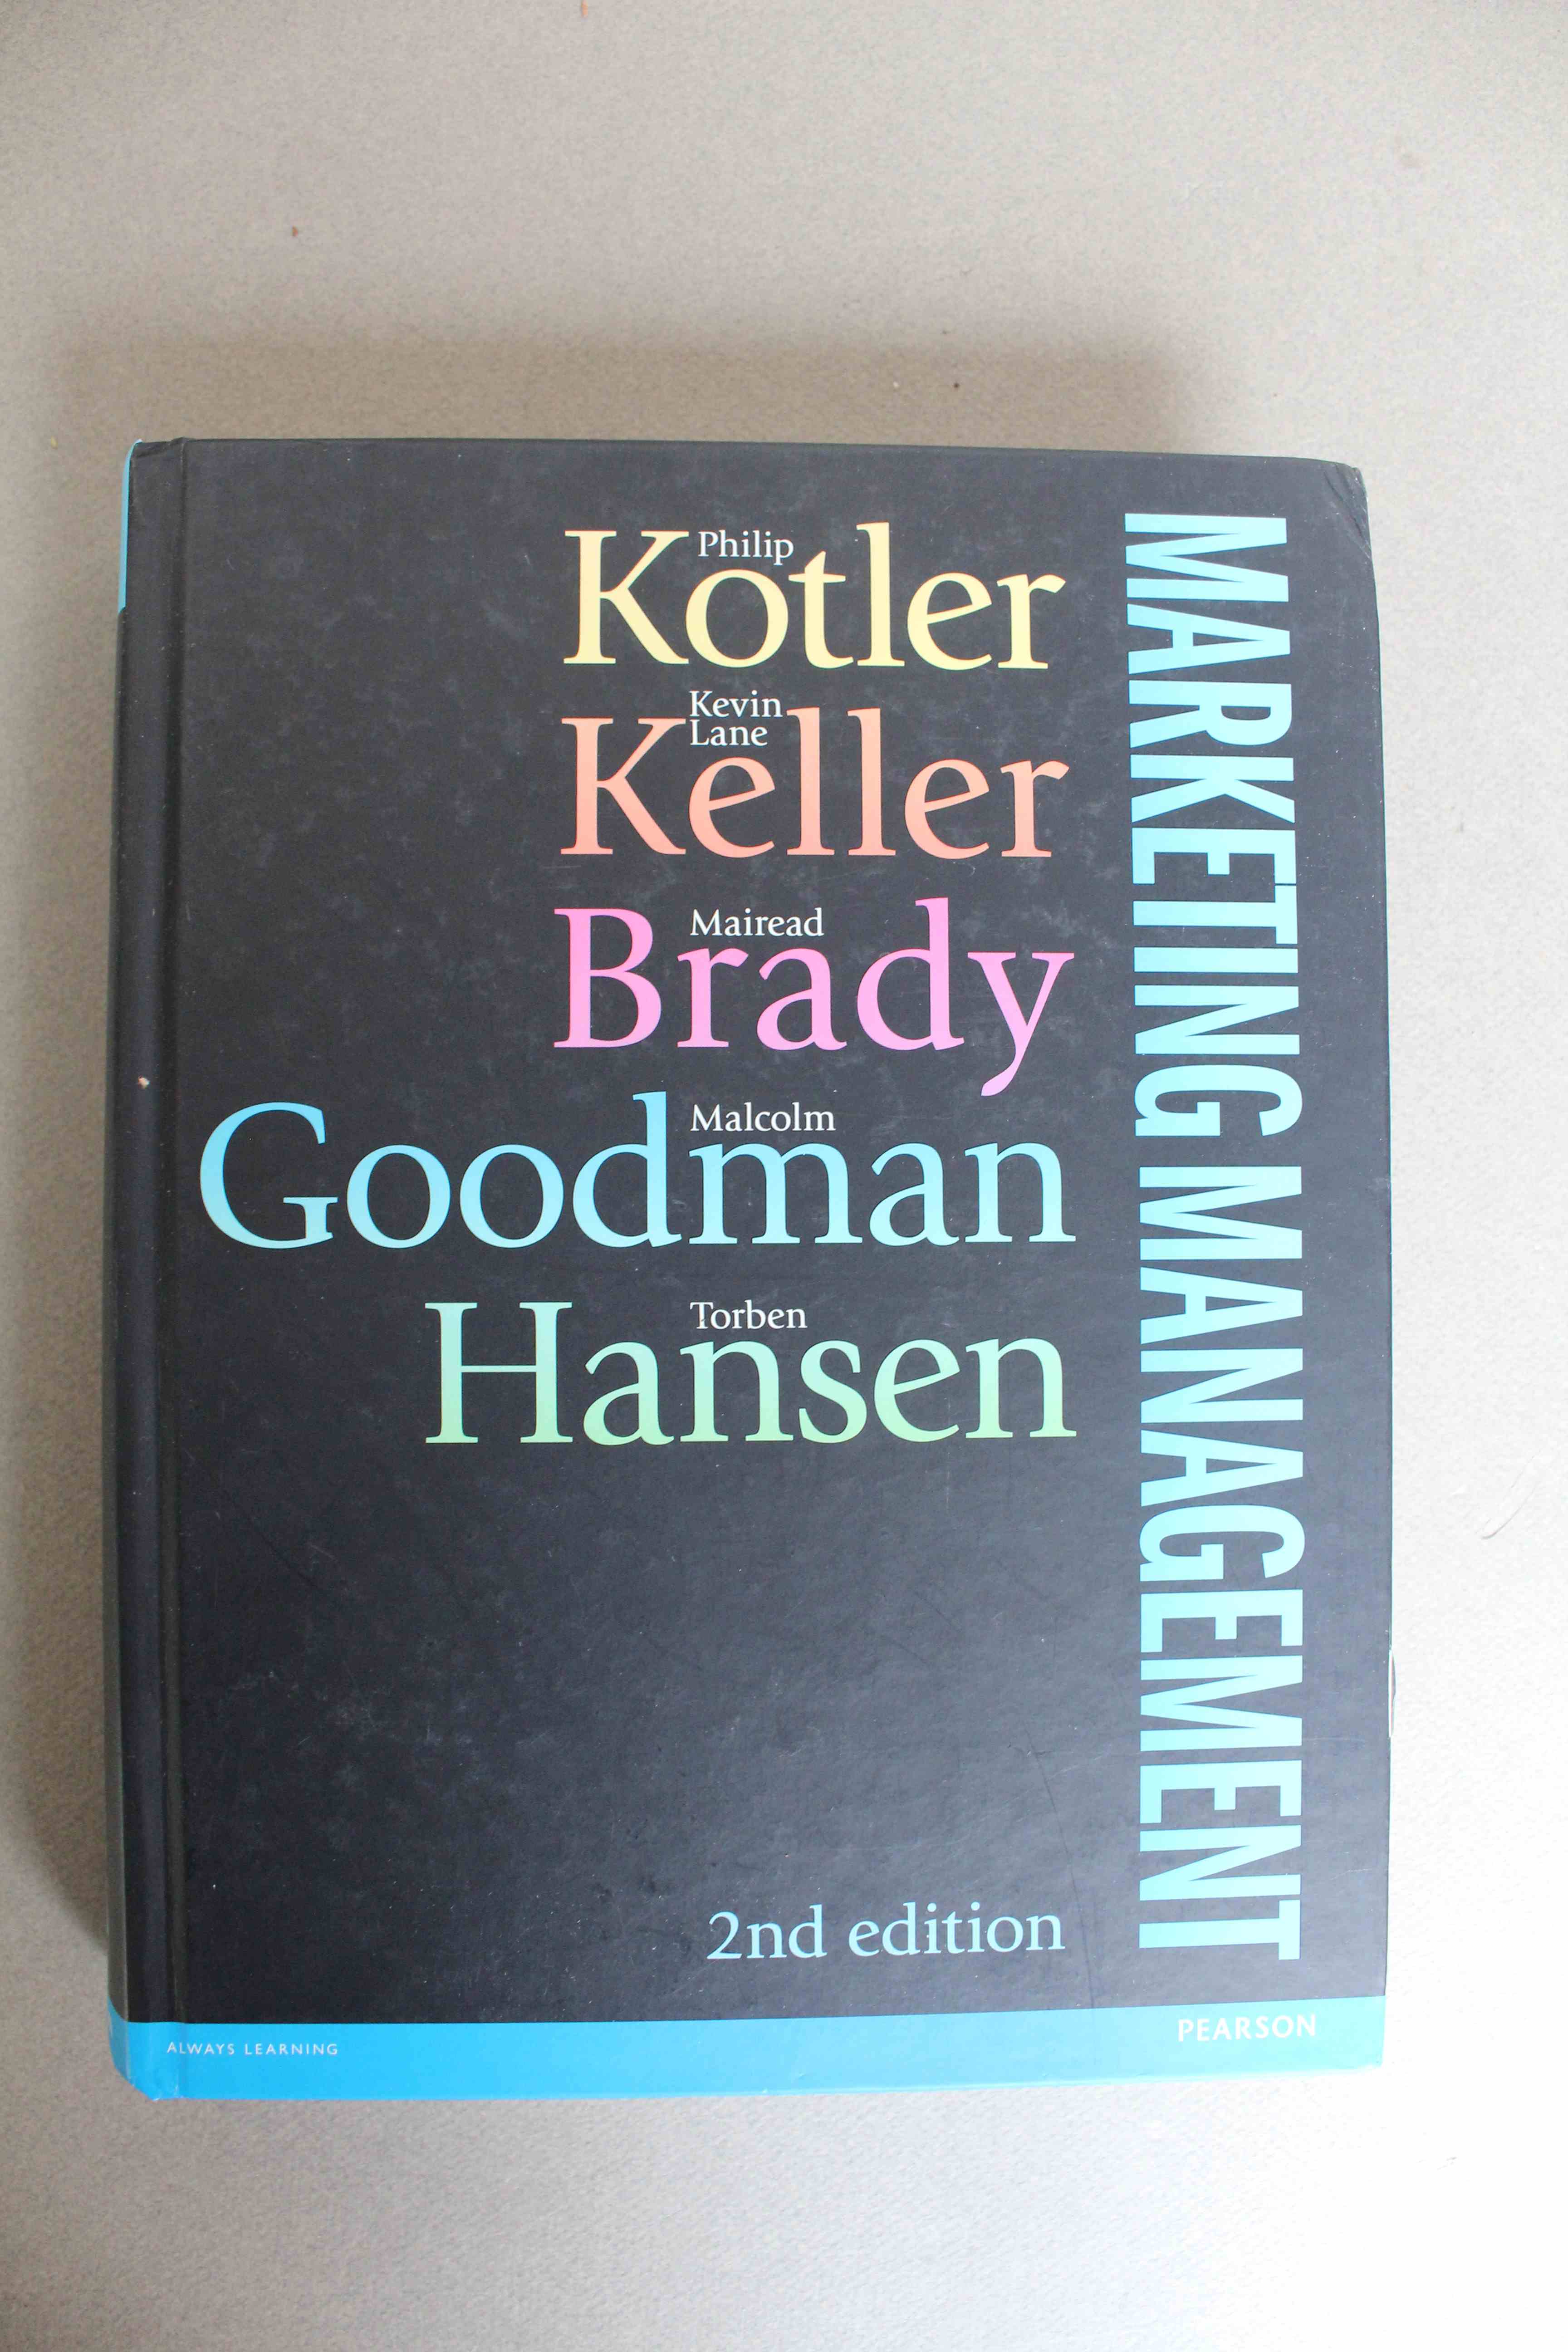 Philip
Kotler
Kevin
Lane
Keller
Mairead
Brady
Malcolm
Goodman
Torben
Hansen
MARKETING MANAGEMENT
2nd edition
ALWAYS LEARNING
PEARSON